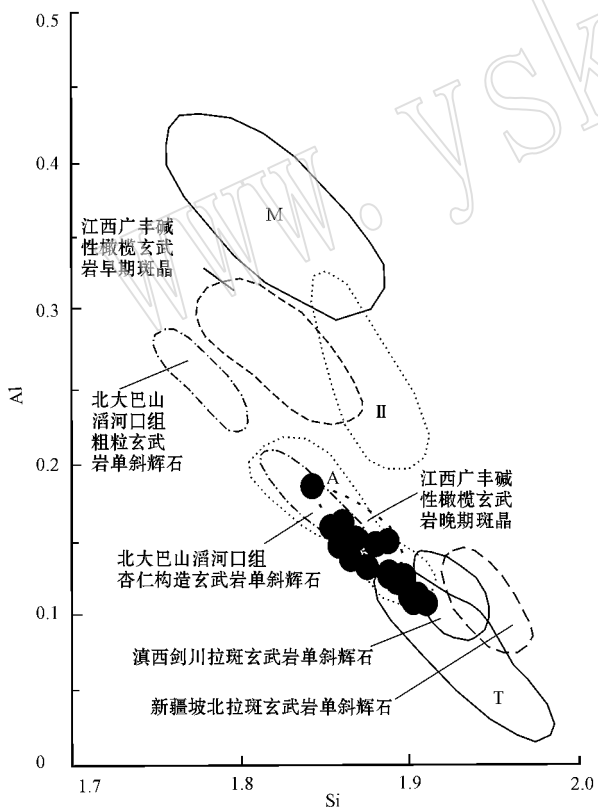 0.5
www.ysk
0.4
M
江西广丰碱
性橄榄玄武
岩早期斑晶
0.3
Al
北大巴山
滔河口组
粗粒玄武
岩单斜辉石
II
0.2
A
江西广丰碱
性橄榄玄武
岩晚期斑晶
北大巴山滔河口组
杏仁构造玄武岩单斜辉石
0.1
滇西剑川拉斑玄武岩单斜辉石
新疆坡北拉斑玄武岩单斜辉石
T
0
1.7
1.8
1.9
2.0
Si